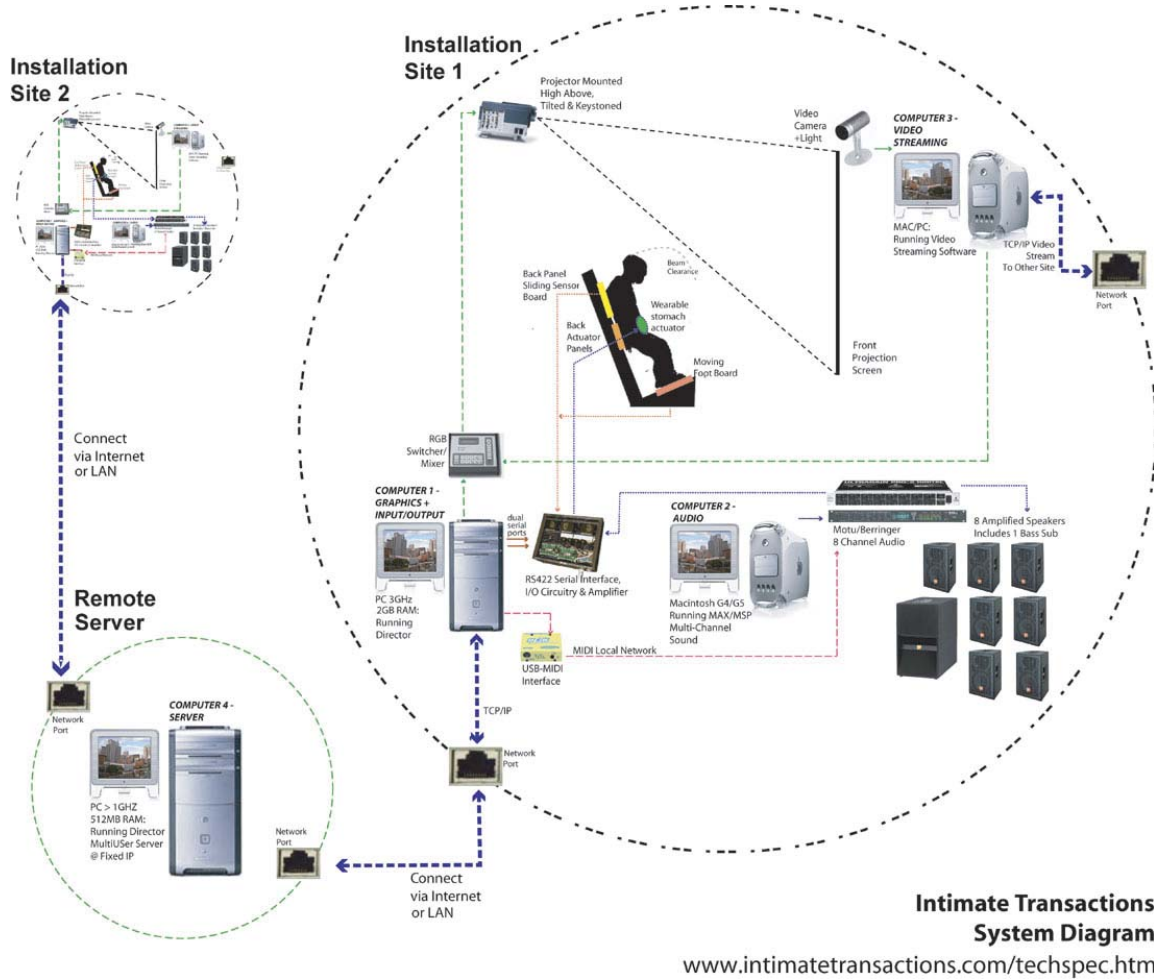 Installation
Site 2
Installation
Site 1
Projector Mounted
High Above,
Tilted & Keystoned
Video
Camera
+Light
COMPUTER 3 -
VIDEO
STREAMING
MAC/PC:
Running Video
Streaming Software
TCP/IP Video
Stream
To Other Site
Network
Port
Beam
Clearance
Back Panel
Sliding Sensor
Board
Wearable
stomach
actuator
Back
Actuator
Panels
Moving
Fopt Board
Front
Projection
Screen
Connect
via Internet
or LAN
RGB
Switcher/
Mixer
COMPUTER 1 -
GRAPHICS +
INPUT/OUTPUT
dual
serial
ports
PC 3GHz
2GB RAM:
Running
Director
RS422 Serial Interface,
I/O Circuitry & Amplifier
COMPUTER 2 -
AUDIO
Macintosh G4/G5
Running MAX/MSP
Multi-Channel
Sound
Motu/Berringer
8 Channel Audio
8 Amplified Speakers
Includes 1 Bass Sub
USB-MIDI
Interface
MIDI Local Network
TCP/IP
Network
Port
Remote
Server
Network
Port
COMPUTER 4 -
SERVER
PC > 1GHZ
512MB RAM:
Running Director
MultiUSer Server
@ Fixed IP
Network
Port
Connect
via Internet
or LAN
Intimate Transactions
System Diagram
www.intimatetransactions.com/techspec.htm